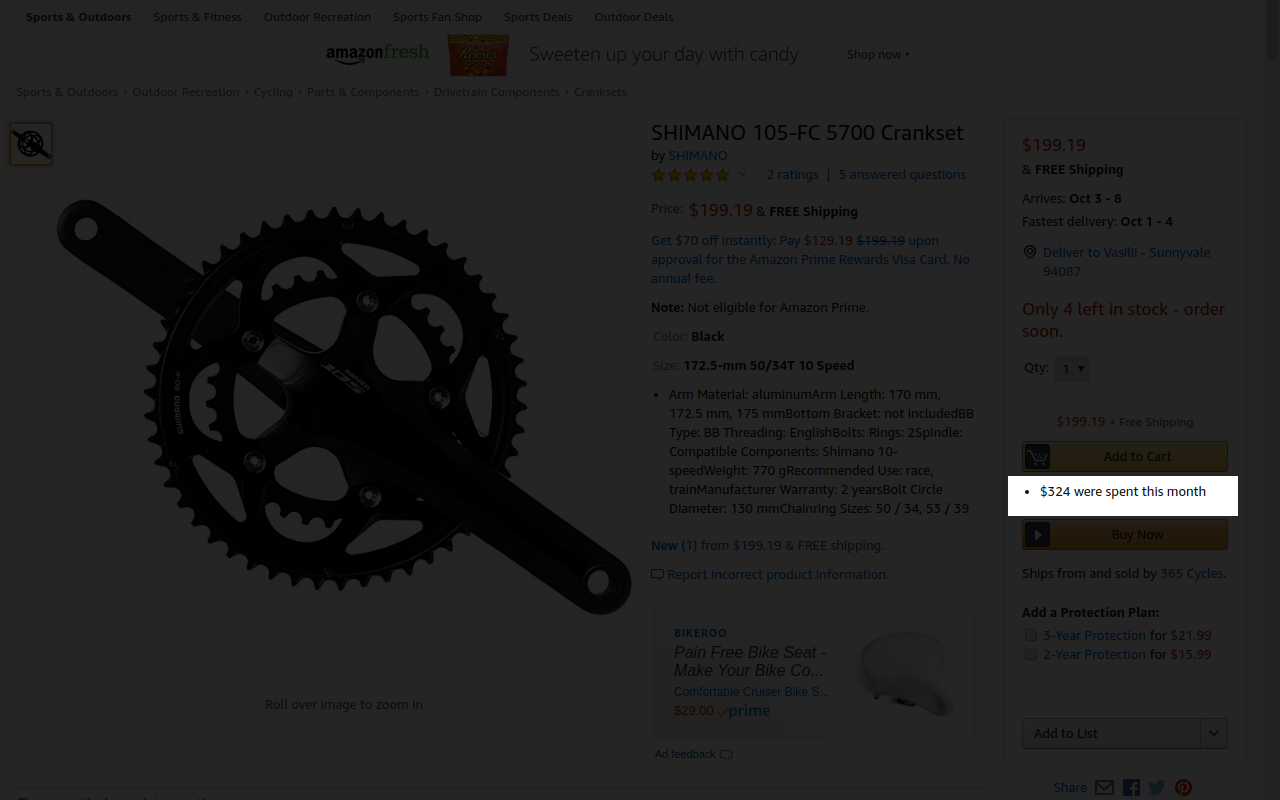 Sports & Outdoors Sports & Fitness Outdoor Recreation Sports Fan Shop Sports Deals Outdoor Deals
amazonfresh Sweeten up your day with candy Shop now
Sports & Outdoors › Outdoor Recreation › Cycling › Parts & Components › Drivetrain Components › Cranksets
SHIMANO 105-FC 5700 Crankset
by SHIMANO
2 ratings | 5 answered questions
Price: $199.19 & FREE Shipping
Get $70 off instantly: Pay $129.19 $199.19 upon
approval for the Amazon Prime Rewards Visa Card. No
annual fee.
Note: Not eligible for Amazon Prime.
Color: Black
Size: 172.5-mm 50/34T 10 Speed
• Arm Material: aluminumArm Length: 170 mm,
172.5 mm, 175 mmBottom Bracket: not includedBB
Type: BB Threading: EnglishBolts: Rings: 2Spindle:
Compatible Components: Shimano 10-
speedWeight: 770 gRecommended Use: race,
trainManufacturer Warranty: 2 yearsBolt Circle
Diameter: 130 mmChainring Sizes: 50 / 34, 53 / 39
New (1) from $199.19 & FREE shipping.
Report incorrect product information.
BIKEROO
Pain Free Bike Seat -
Make Your Bike Co...
Comfortable Cruiser Bike S...
$29.00 prime
Ad feedback
105
Roll over image to zoom in
$199.19
& FREE Shipping
Arrives: Oct 3 - 8
Fastest delivery: Oct 1 - 4
Deliver to Vasilii - Sunnyvale
94087
Only 4 left in stock - order
soon.
Qty: 1
$199.19 + Free Shipping
Add to Cart
• $324 were spent this month
Buy Now
Ships from and sold by 365 Cycles.
Add a Protection Plan:
3-Year Protection for $21.99
2-Year Protection for $15.99
Add to List
Share